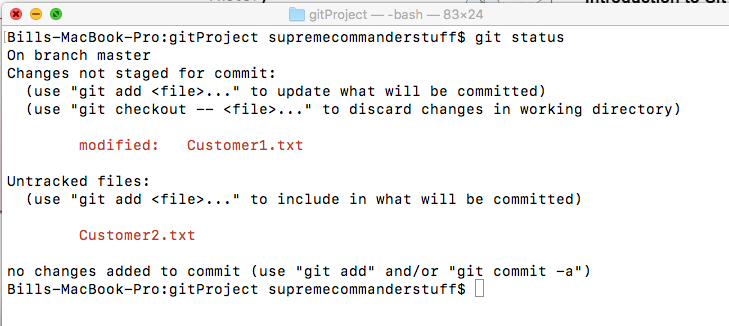 Introduction to Git
gitProject — -bash — 83×24
Bills-MacBook-Pro:gitProject supremecommanderstuff$ git status
On branch master
Changes not staged for commit:
  (use "git add <file>..." to update what will be committed)
  (use "git checkout -- <file>..." to discard changes in working directory)
        modified:   Customer1.txt
Untracked files:
  (use "git add <file>..." to include in what will be committed)
        Customer2.txt
no changes added to commit (use "git add" and/or "git commit -a")
Bills-MacBook-Pro:gitProject supremecommanderstuff$